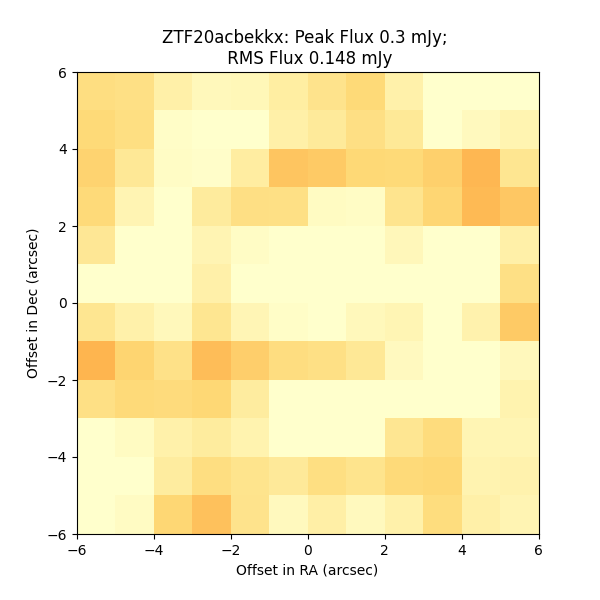 ZTF20acbekkx: Peak Flux 0.3 mJy;
RMS Flux 0.148 mJy
6
4
2
0
−2
−4
−6
Offset in Dec (arcsec)
−6 −4 −2 0 2 4 6
Offset in RA (arcsec)